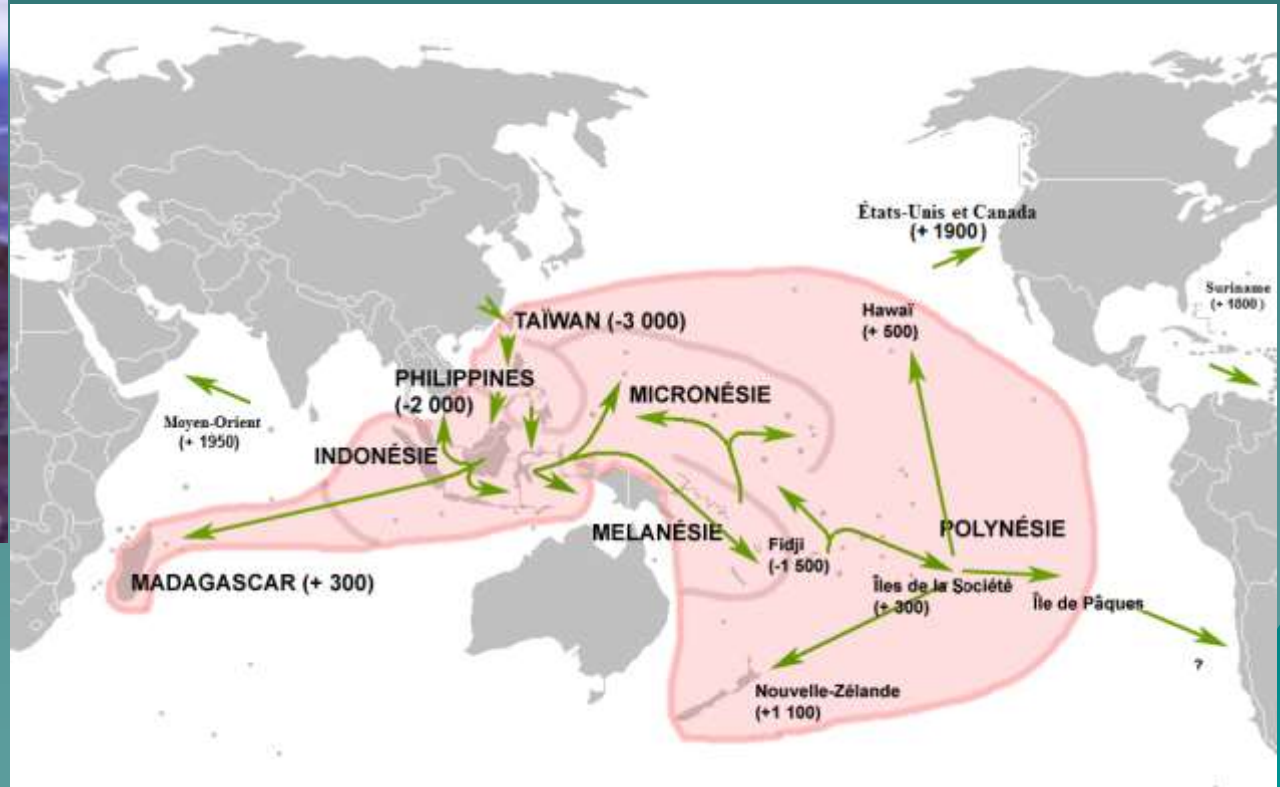 États-Unis et Canada
(+ 1900)
Suriname
(+ 1800)
Hawaï
(+ 500)
TAÏWAN (-3 000)
PHILIPPINES
(-2 000)
MICRONÉSIE
Moyen-Orient
(+ 1950)
INDONÉSIE
MELANÉSIE
POLYNÉSIE
Fidji
(-1 500)
MADAGASCAR (+ 300)
Îles de la Société
(+ 300)
Île de Pâques
?
Nouvelle-Zélande
(+1 100)